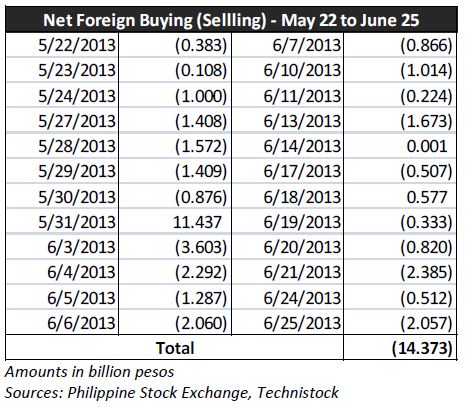 Net Foreign Buying (Sellling) - May 22 to June 25
5/22/2013 (0.383) 6/7/2013 (0.866)
5/23/2013 (0.108) 6/10/2013 (1.014)
5/24/2013 (1.000) 6/11/2013 (0.224)
5/27/2013 (1.408) 6/13/2013 (1.673)
5/28/2013 (1.572) 6/14/2013 0.001
5/29/2013 (1.409) 6/17/2013 (0.507)
5/30/2013 (0.876) 6/18/2013 0.577
5/31/2013 11.437 6/19/2013 (0.333)
6/3/2013 (3.603) 6/20/2013 (0.820)
6/4/2013 (2.292) 6/21/2013 (2.385)
6/5/2013 (1.287) 6/24/2013 (0.512)
6/6/2013 (2.060) 6/25/2013 (2.057)
Total (14.373)
Amounts in billion pesos
Sources: Philippine Stock Exchange, Technistock